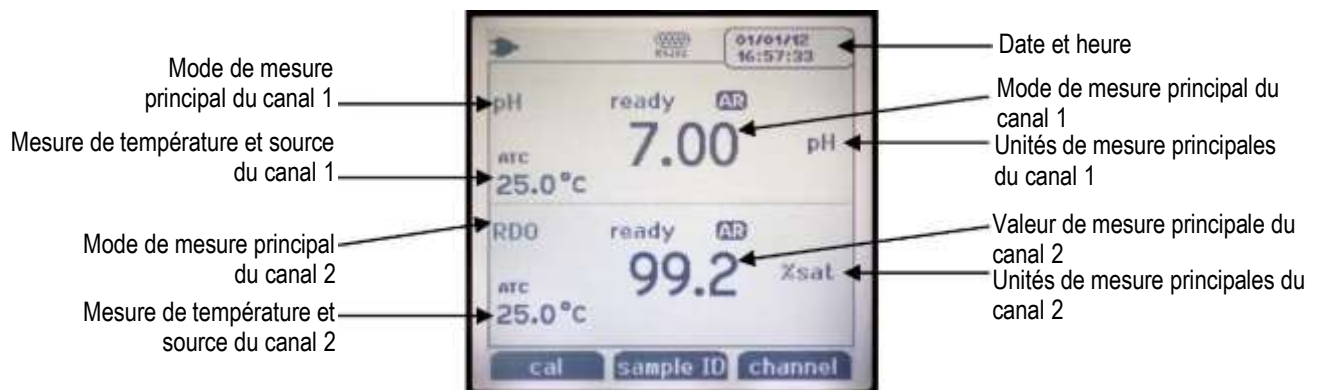 Mode de mesure
principal du canal 1
Mesure de température et source
du canal 1
Mode de mesure principal
du canal 2
Mesure de température et
source du canal 2
01/01/12
16:57:33
pH
ready AR
7.00
pH
ATC
25.0°C
RDO
ready AR
99.2
%sat
ATC
25.0°C
cal
sample ID
channel
Date et heure
Mode de mesure principal du
canal 1
Unités de mesure principales
du canal 1
Valeur de mesure principale du
canal 2
Unités de mesure principales du
canal 2